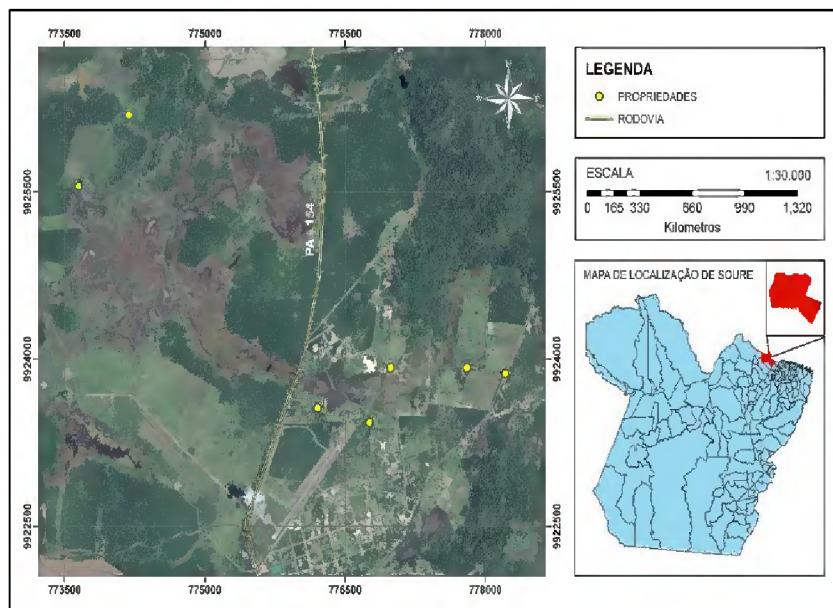 773500 775000 776500 778000
9925500 9925500
PA - 154
9924000 9924000
9922500 9922500
773500 775000 776500 778000
LEGENDA
PROPRIEDADES
RODOVIA
ESCALA 1:30.000
0 165 330 660 990 1,320
Kilometros
MAPA DE LOCALIZAÇÃO DE SOURE